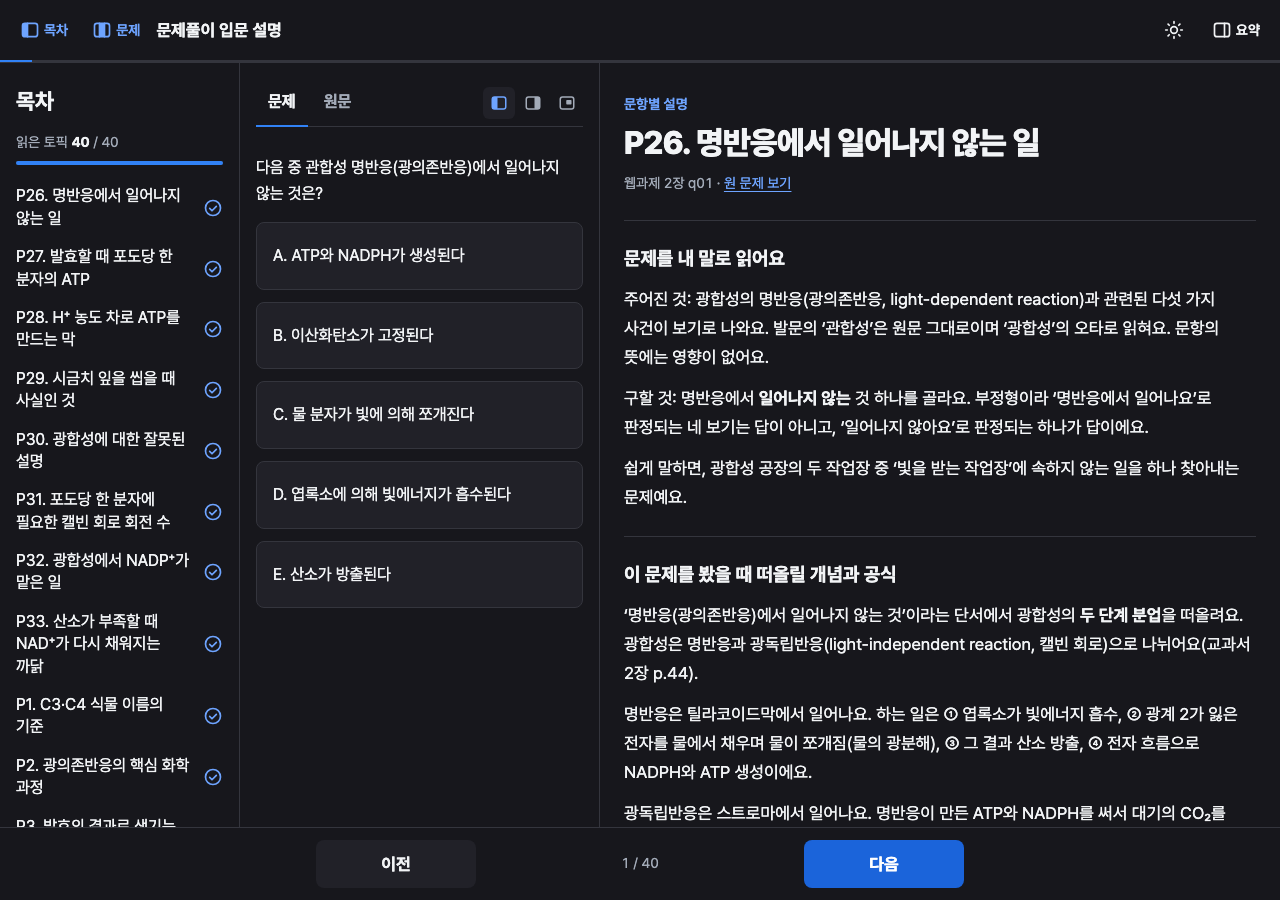 목차
문제
문제풀이 입문 설명
요약
목차
읽은 토픽 40 / 40
P26. 명반응에서 일어나지
않는 일
P27. 발효할 때 포도당 한
분자의 ATP
P28. H⁺ 농도 차로 ATP를
만드는 막
P29. 시금치 잎을 씹을 때
사실인 것
P30. 광합성에 대한 잘못된
설명
P31. 포도당 한 분자에
필요한 캘빈 회로 회전 수
P32. 광합성에서 NADP⁺가
맡은 일
P33. 산소가 부족할 때
NAD⁺가 다시 채워지는
까닭
P1. C3·C4 식물 이름의
기준
P2. 광의존반응의 핵심 화학
과정
P3. 발효의 결과로 생기는
문제
원문
다음 중 관합성 명반응(광의존반응)에서 일어나지
않는 것은?
A. ATP와 NADPH가 생성된다
B. 이산화탄소가 고정된다
C. 물 분자가 빛에 의해 쪼개진다
D. 엽록소에 의해 빛에너지가 흡수된다
E. 산소가 방출된다
문항별 설명
P26. 명반응에서 일어나지 않는 일
웹과제 2장 q01 · 원 문제 보기
문제를 내 말로 읽어요
주어진 것: 광합성의 명반응(광의존반응, light-dependent reaction)과 관련된 다섯 가지
사건이 보기로 나와요. 발문의 ‘관합성’은 원문 그대로이며 ‘광합성’의 오타로 읽혀요. 문항의
뜻에는 영향이 없어요.
구할 것: 명반응에서 일어나지 않는 것 하나를 골라요. 부정형이라 ‘명반응에서 일어나요’로
판정되는 네 보기는 답이 아니고, ‘일어나지 않아요’로 판정되는 하나가 답이에요.
쉽게 말하면, 광합성 공장의 두 작업장 중 ‘빛을 받는 작업장’에 속하지 않는 일을 하나 찾아내는
문제예요.
이 문제를 봤을 때 떠올릴 개념과 공식
‘명반응(광의존반응)에서 일어나지 않는 것’이라는 단서에서 광합성의 두 단계 분업을 떠올려요.
광합성은 명반응과 광독립반응(light-independent reaction, 캘빈 회로)으로 나뉘어요(교과서
2장 p.44).
명반응은 틸라코이드막에서 일어나요. 하는 일은 ① 엽록소가 빛에너지 흡수, ② 광계 2가 잃은
전자를 물에서 채우며 물이 쪼개짐(물의 광분해), ③ 그 결과 산소 방출, ④ 전자 흐름으로
NADPH와 ATP 생성이에요.
광독립반응은 스트로마에서 일어나요. 명반응이 만든 ATP와 NADPH를 써서 대기의 CO₂를
이전
1 / 40
다음